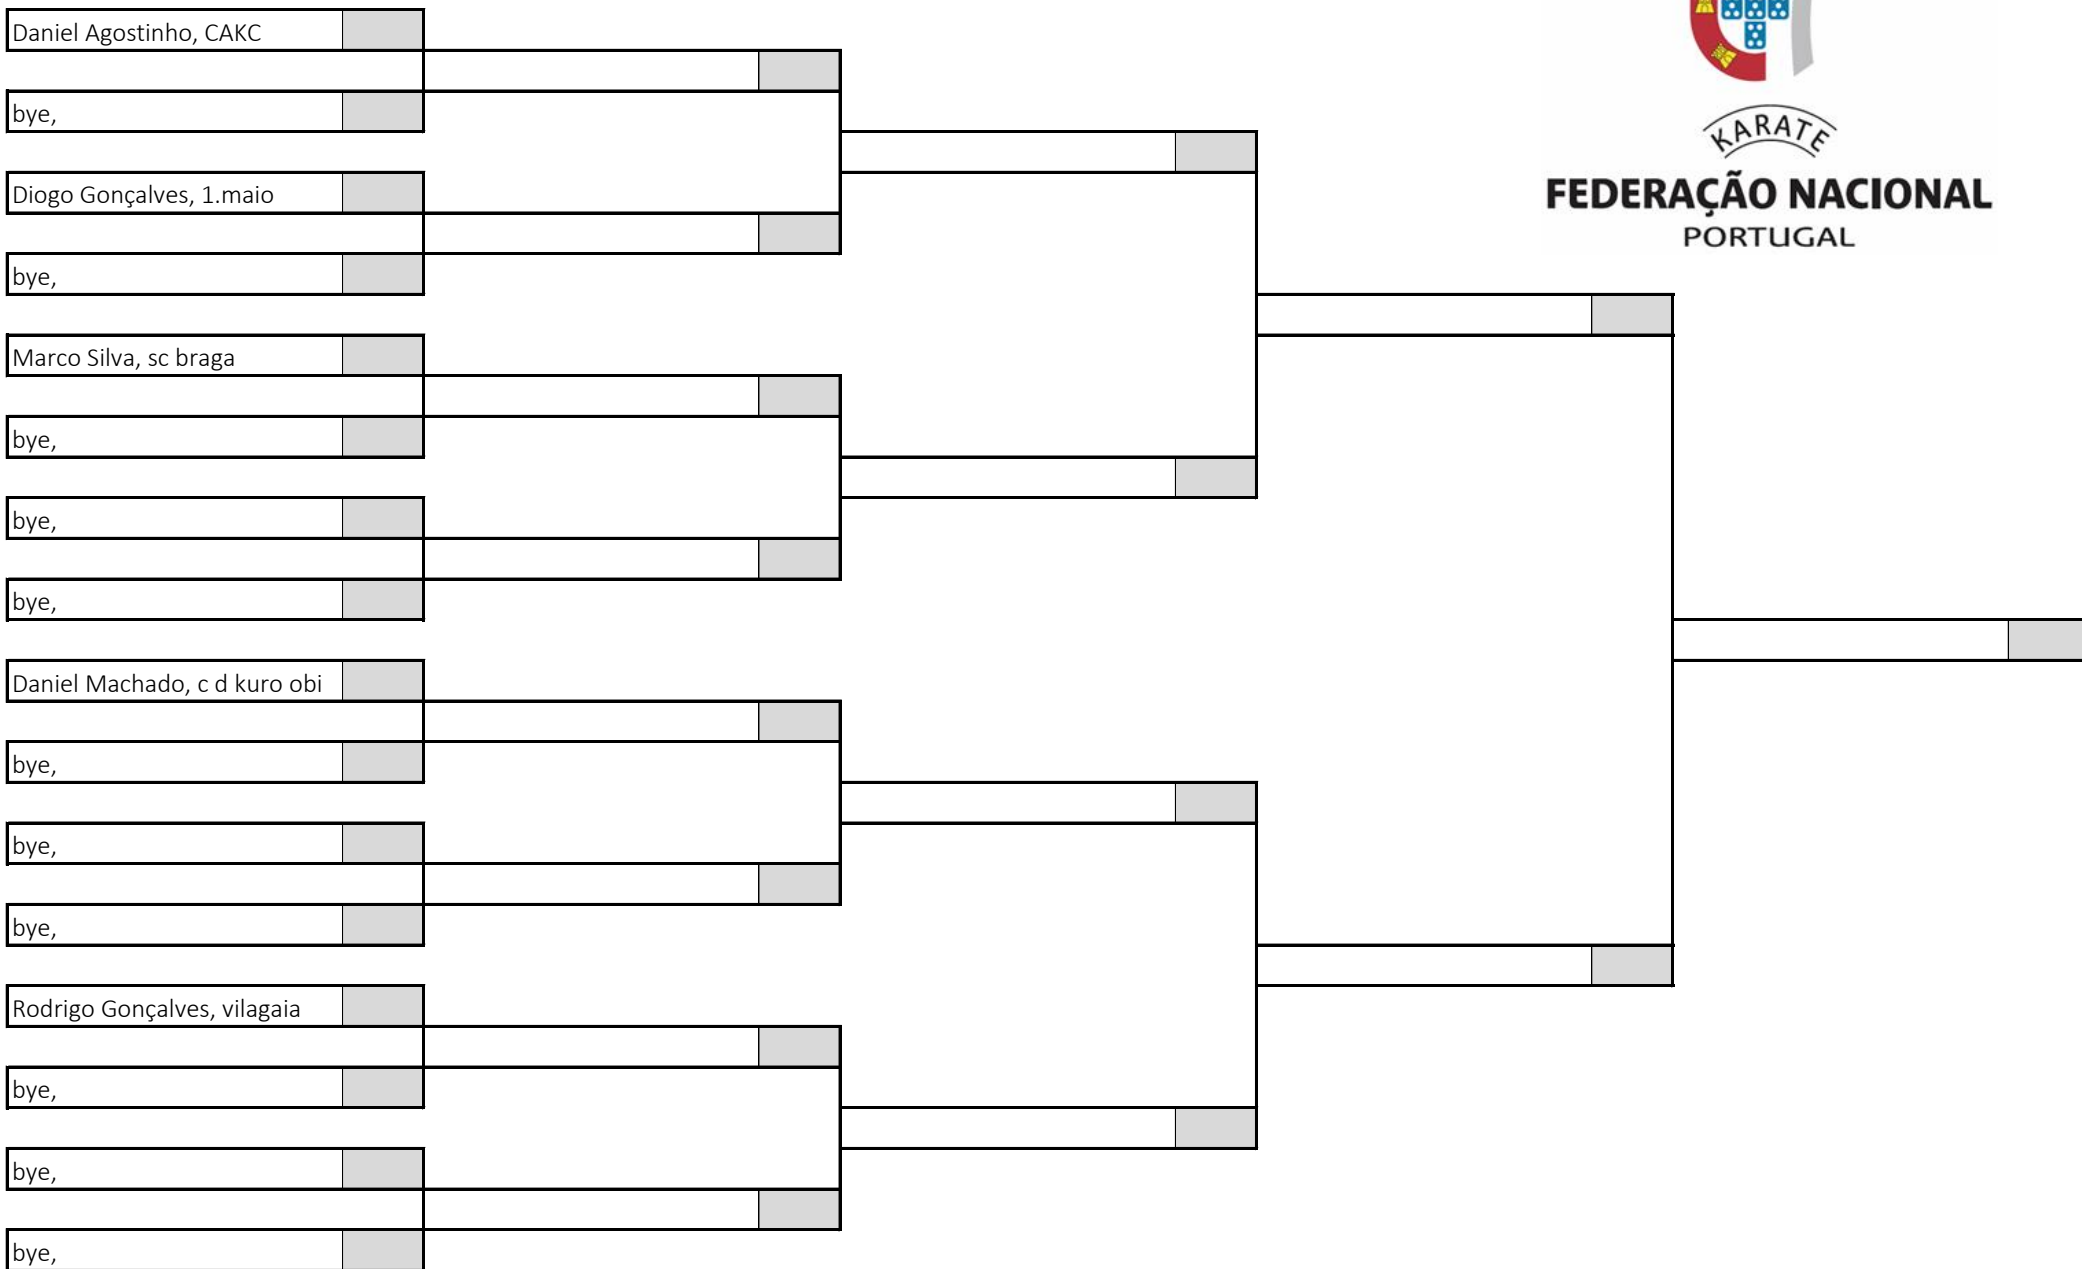 Daniel Agostinho, CAKC
bye,
KARATE
Diogo Gonçalves, 1.maio
FEDERAÇÃO NACIONAL
PORTUGAL
bye,
Marco Silva, sc braga
bye,
bye,
bye,
Daniel Machado, c d kuro obi
bye,
bye,
bye,
Rodrigo Gonçalves, vilagaia
bye,
bye,
bye,